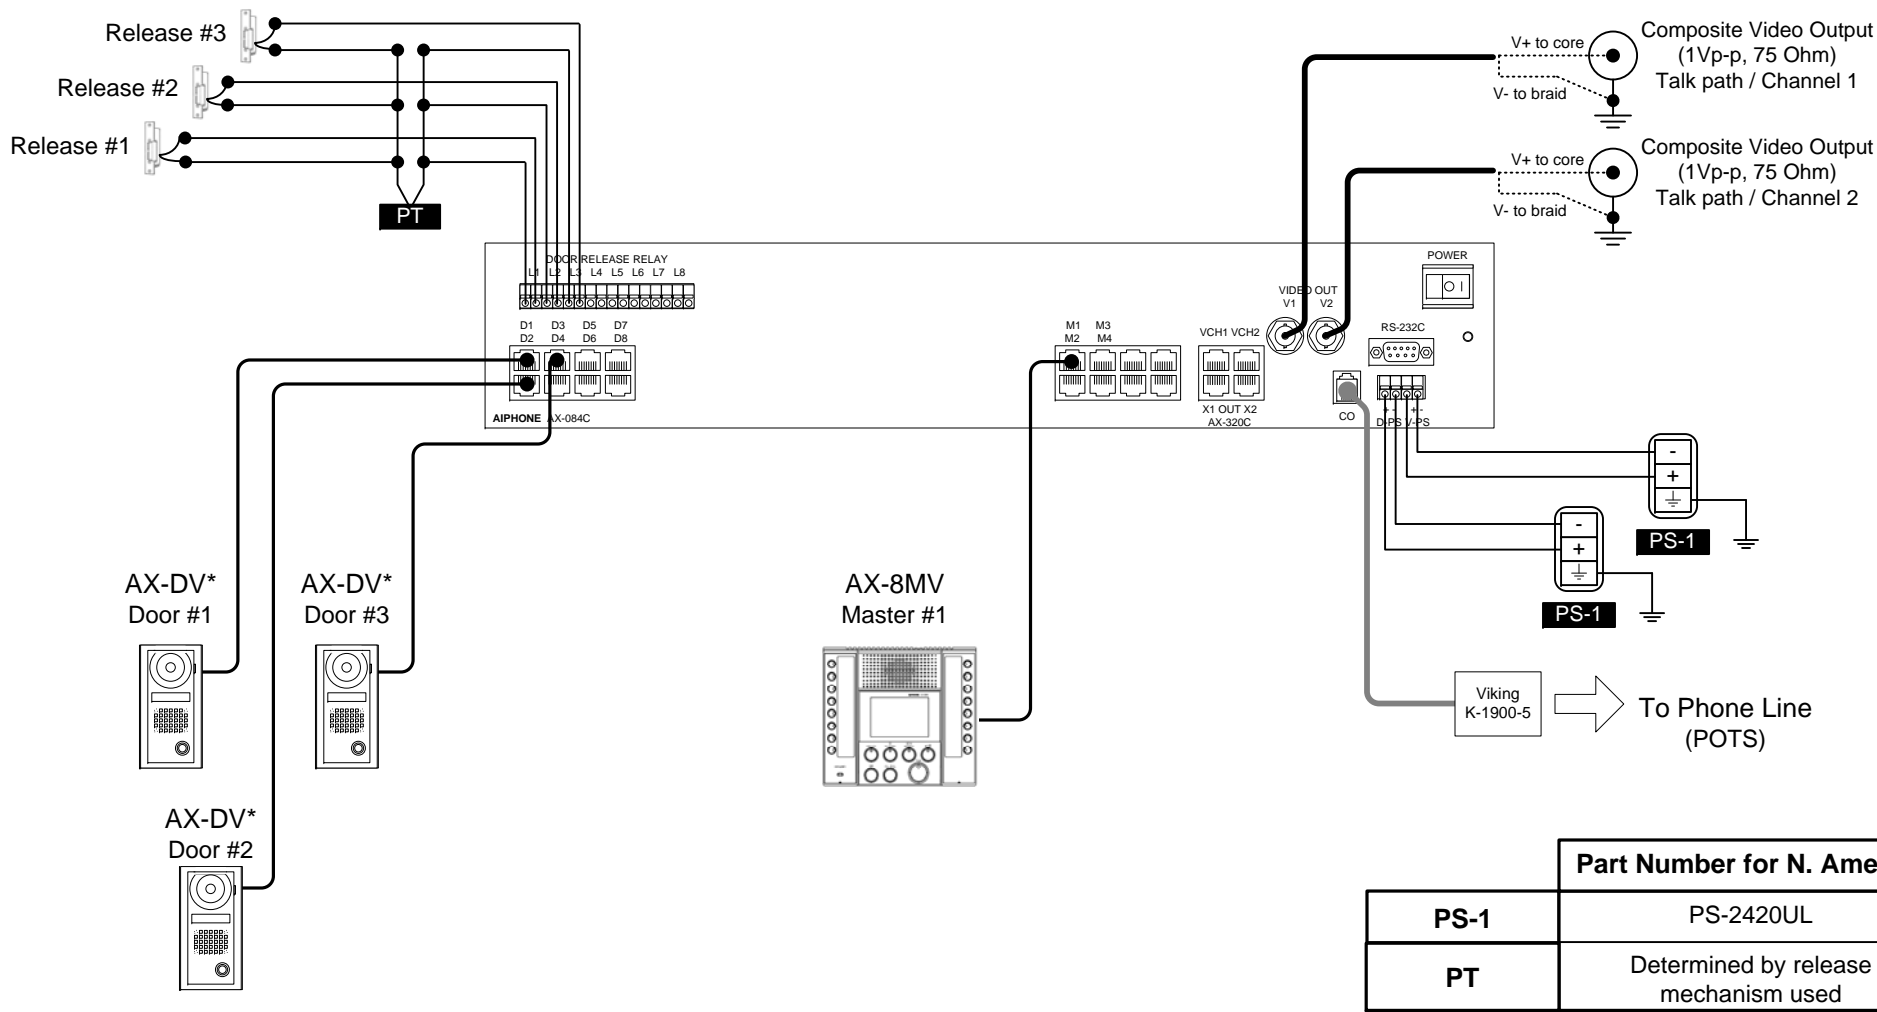 Release #3
Release #2
Release #1
PT
V+ to core
V- to braid
Composite Video Output
(1Vp-p, 75 Ohm)
Talk path / Channel 1
V+ to core
V- to braid
Composite Video Output
(1Vp-p, 75 Ohm)
Talk path / Channel 2
DOOR RELEASE RELAY
L1 L2 L3 L4 L5 L6 L7 L8
D1 D3 D5 D7
D2 D4 D6 D8
AIPHONE AX-084C
M1 M3
M2 M4
VCH1 VCH2
X1 OUT X2
AX-320C
VIDEO OUT
V1 V2
POWER
RS-232C
CO
+ - + -
D-PS V-PS
-
+
PS-1
-
+
PS-1
AX-DV*
Door #1
AX-DV*
Door #3
AX-8MV
Master #1
Viking
K-1900-5
To Phone Line
(POTS)
AX-DV*
Door #2
Part Number for N. Ame
PS-1 PS-2420UL
PT Determined by release
mechanism used